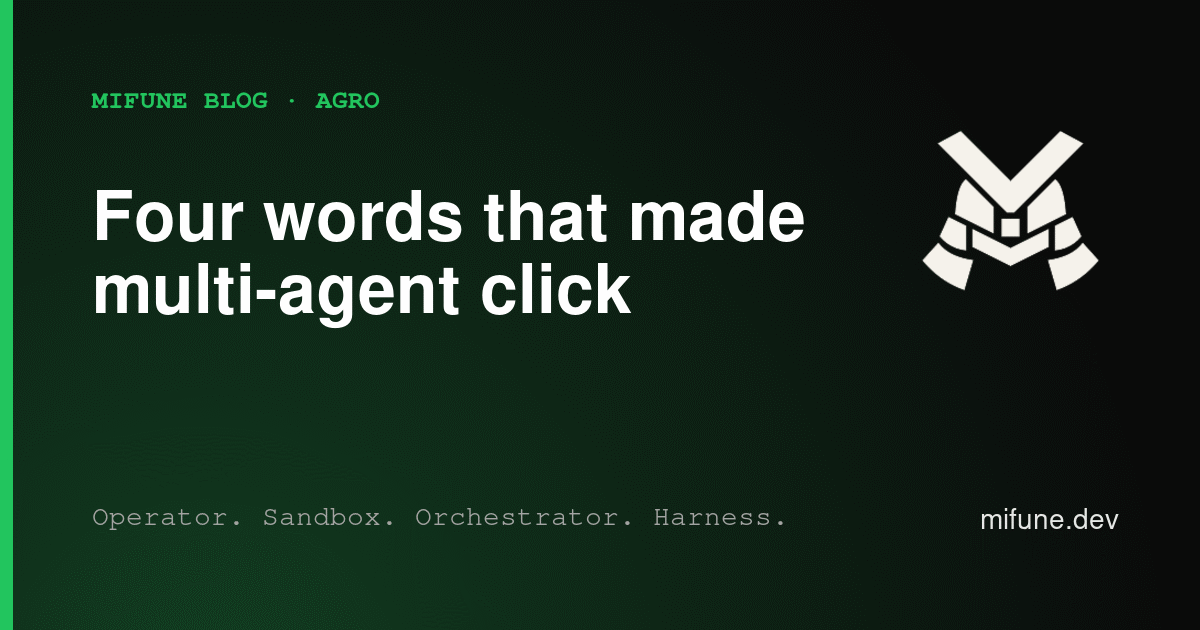 MIFUNE BLOG · AGRO
Four words that made
multi-agent click
Operator. Sandbox. Orchestrator. Harness.
mifune.dev